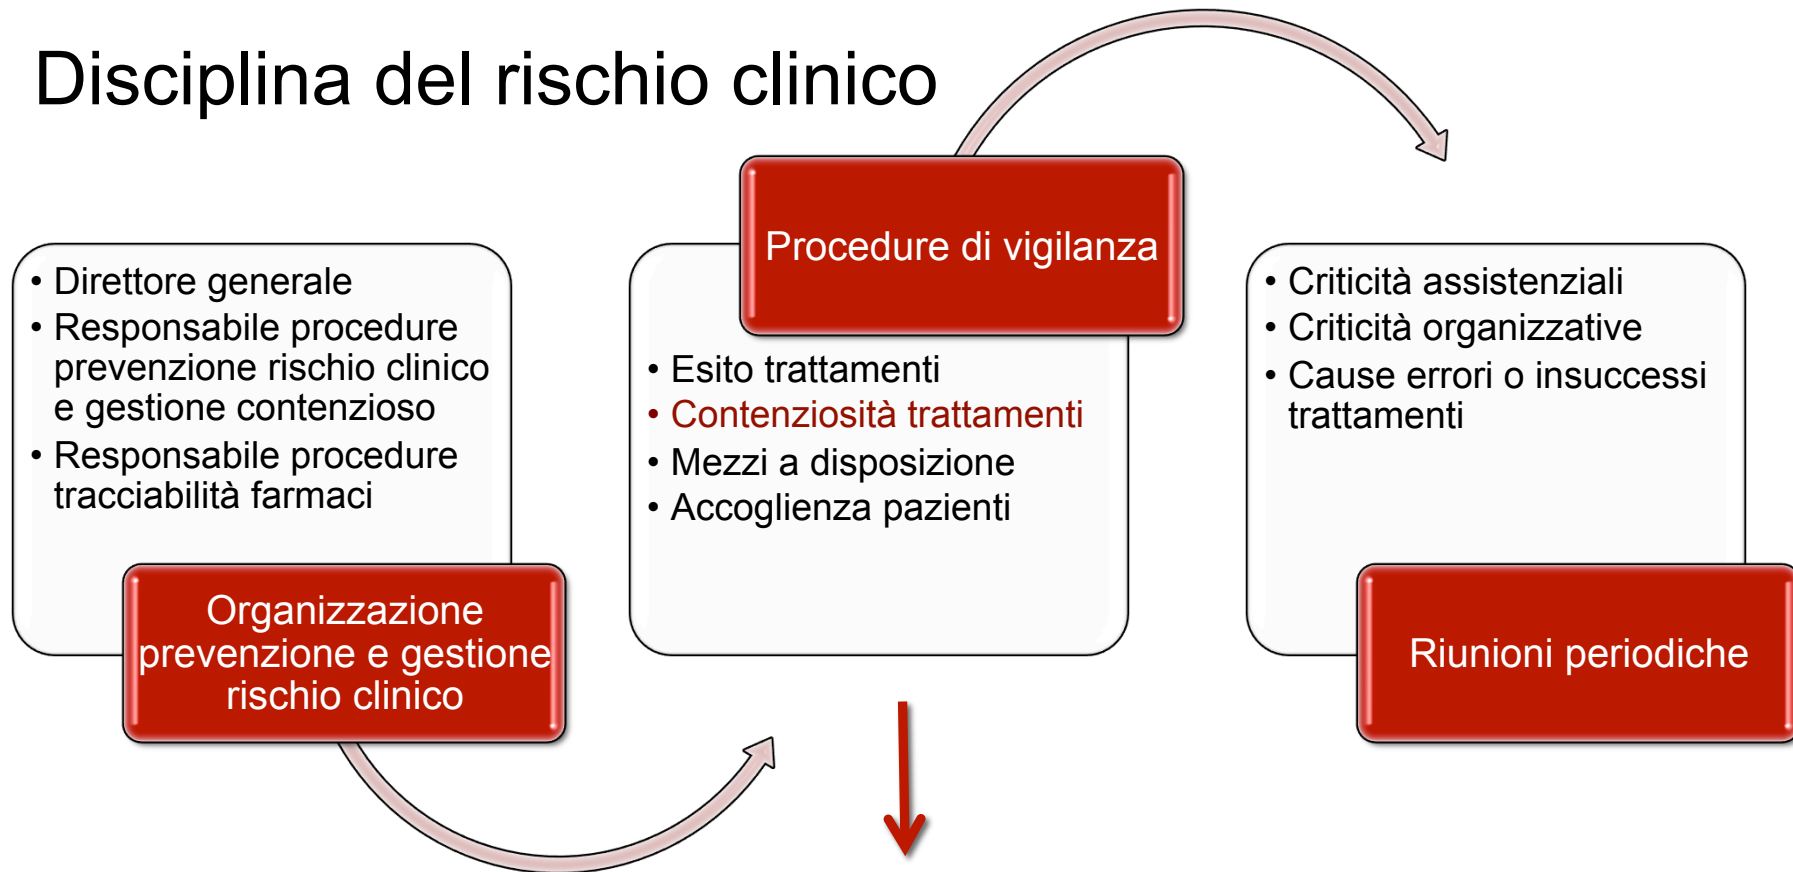 Disciplina del rischio clinico
• Direttore generale
• Responsabile procedure
prevenzione rischio clinico
e gestione contenzioso
• Responsabile procedure
tracciabilità farmaci
Organizzazione
prevenzione e gestione
rischio clinico
Procedure di vigilanza
• Esito trattamenti
• Contenziosità trattamenti
• Mezzi a disposizione
• Accoglienza pazienti
• Criticità assistenziali
• Criticità organizzative
• Cause errori o insuccessi
trattamenti
Riunioni periodiche